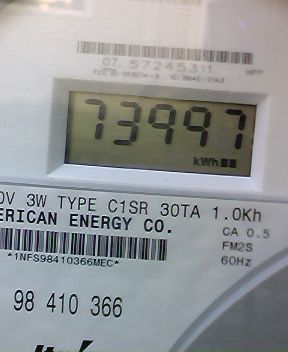 07. 57245311
HPP
73997
kWh
0V 3W TYPE C1SR 30TA 1.0Kh
ERICAN ENERGY CO.
CA 0.5
FM2S
*1NFS98410366MEC*
60Hz
98 410 366